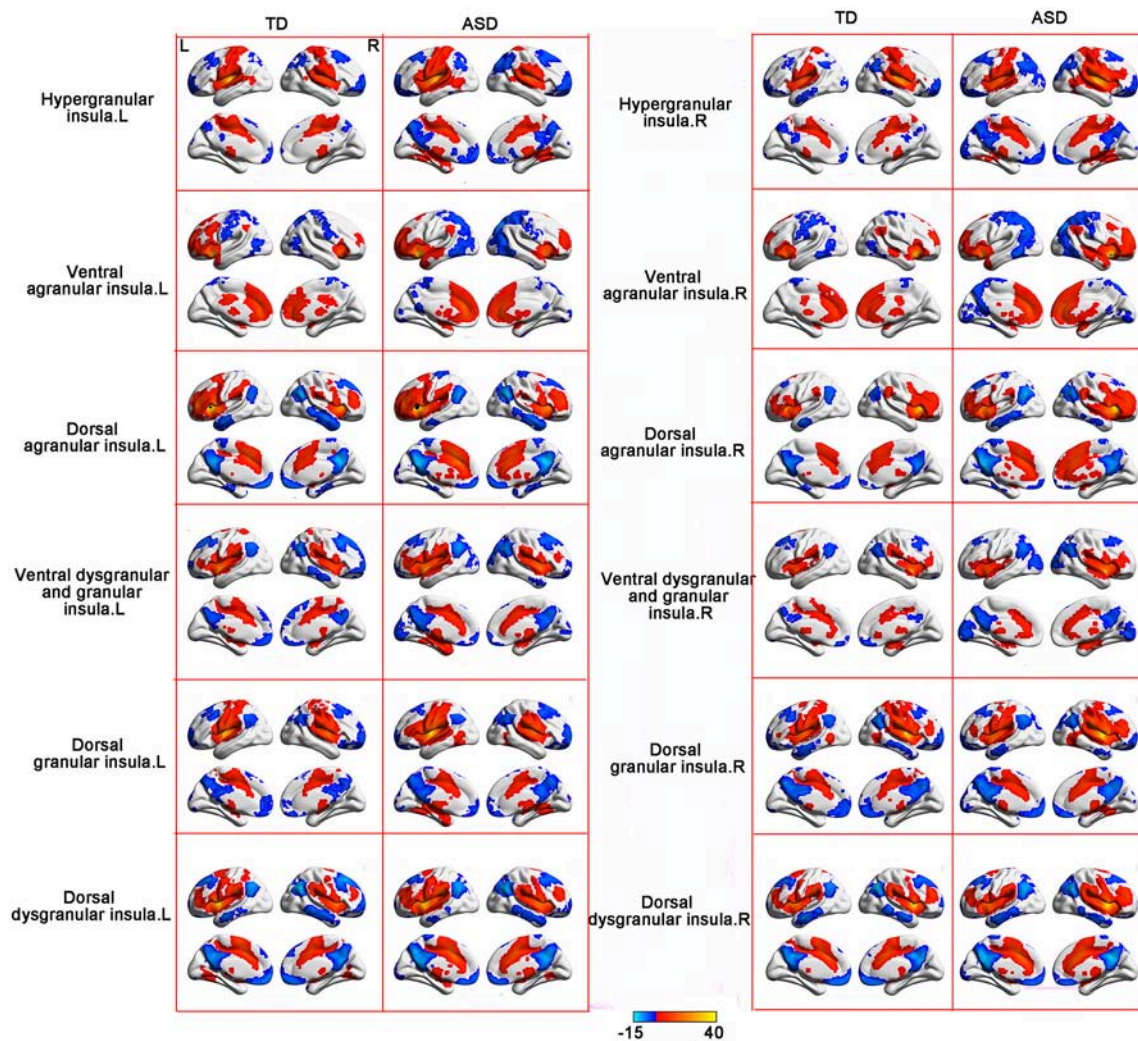 TD
ASD
TD
ASD
L
R
Hypergranular
insula.L
Hypergranular
insula.R
Ventral
agranular insula.L
Ventral
agranular insula.R
Dorsal
agranular insula.L
Dorsal
agranular insula.R
Ventral dysgranular
and granular
insula.L
Ventral dysgranular
and granular
insula.R
Dorsal
granular insula.L
Dorsal
granular insula.R
Dorsal
dysgranular insula.L
Dorsal
dysgranular insula.R
-15
40